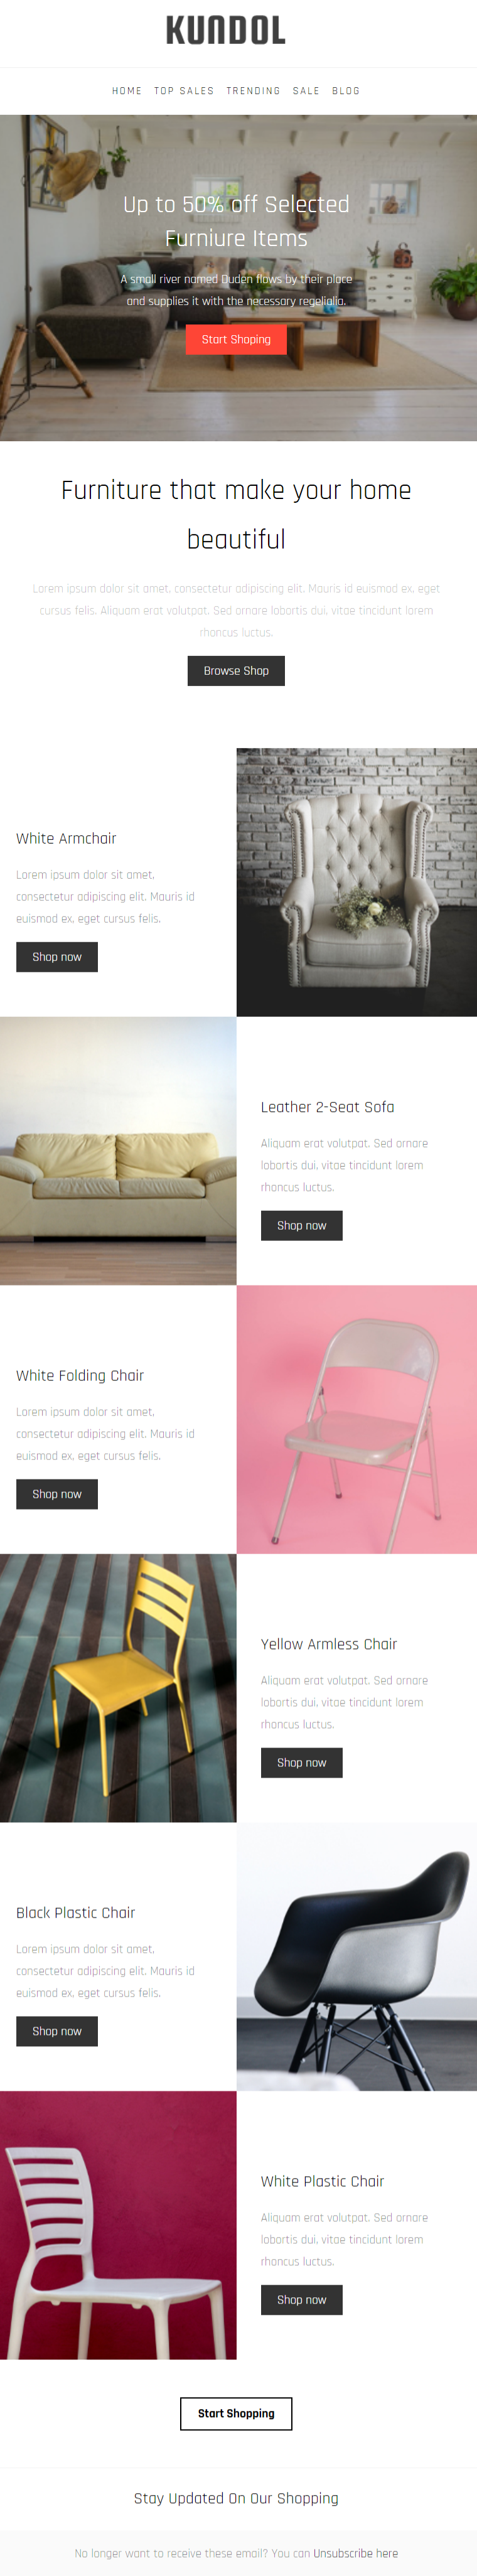 KUNDOL
HOME TOP SALES TRENDING SALE BLOG
Up to 50% off Selected
Furniure Items
A small river named Duden flows by their place
and supplies it with the necessary regelialia.
Start Shoping
Furniture that make your home
beautiful
Lorem ipsum dolor sit amet, consectetur adipiscing elit. Mauris id euismod ex, eget
cursus felis. Aliquam erat volutpat. Sed ornare lobortis dui, vitae tincidunt lorem
rhoncus luctus.
Browse Shop
White Armchair
Lorem ipsum dolor sit amet,
consectetur adipiscing elit. Mauris id
euismod ex, eget cursus felis.
Shop now
Leather 2-Seat Sofa
Aliquam erat volutpat. Sed ornare
lobortis dui, vitae tincidunt lorem
rhoncus luctus.
Shop now
White Folding Chair
Lorem ipsum dolor sit amet,
consectetur adipiscing elit. Mauris id
euismod ex, eget cursus felis.
Shop now
Yellow Armless Chair
Aliquam erat volutpat. Sed ornare
lobortis dui, vitae tincidunt lorem
rhoncus luctus.
Shop now
Black Plastic Chair
Lorem ipsum dolor sit amet,
consectetur adipiscing elit. Mauris id
euismod ex, eget cursus felis.
Shop now
White Plastic Chair
Aliquam erat volutpat. Sed ornare
lobortis dui, vitae tincidunt lorem
rhoncus luctus.
Shop now
Start Shopping
Stay Updated On Our Shopping
No longer want to receive these email? You can Unsubscribe here